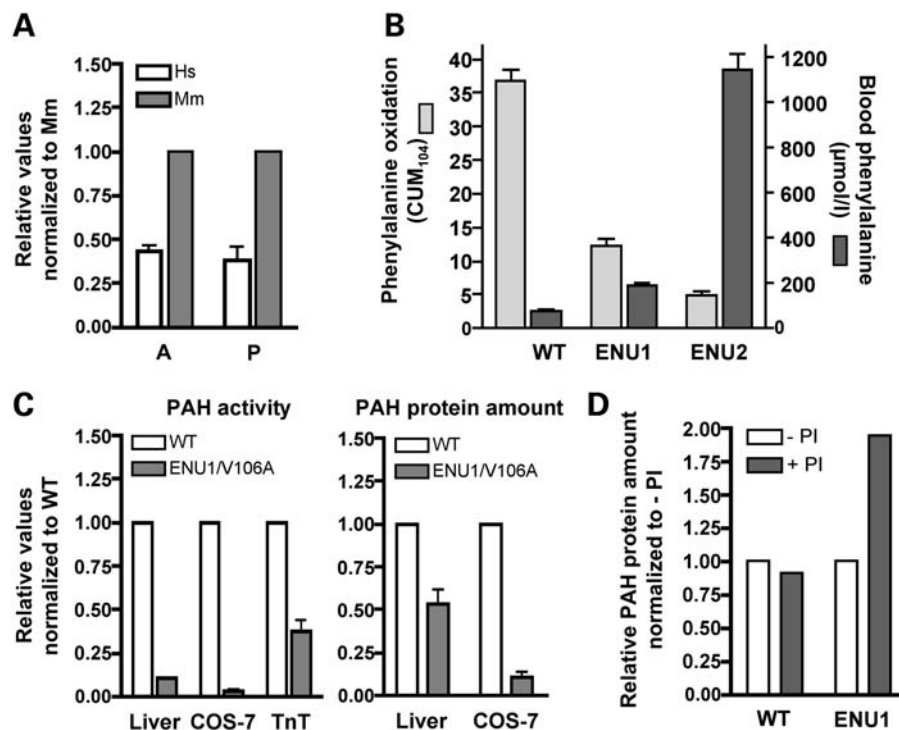 A
Relative values
normalized to Mm
1.50
1.25
1.00
0.75
0.50
0.25
0.00
Hs
Mm
A P
B
Phenylalanine oxidation
(CUM104)
40
35
30
25
20
15
10
5
0
1200
1000
800
600
400
200
0
Blood phenylalanine
(µmol/l)
WT ENU1 ENU2
C
PAH activity
Relative values
normalized to WT
1.50
1.25
1.00
0.75
0.50
0.25
0.00
WT
ENU1/V106A
Liver COS-7 TnT
PAH protein amount
1.50
1.25
1.00
0.75
0.50
0.25
0.00
WT
ENU1/V106A
Liver COS-7
D
Relative PAH protein amount
normalized to - PI
2.00
1.75
1.50
1.25
1.00
0.75
0.50
0.25
0.00
- PI
+ PI
WT ENU1